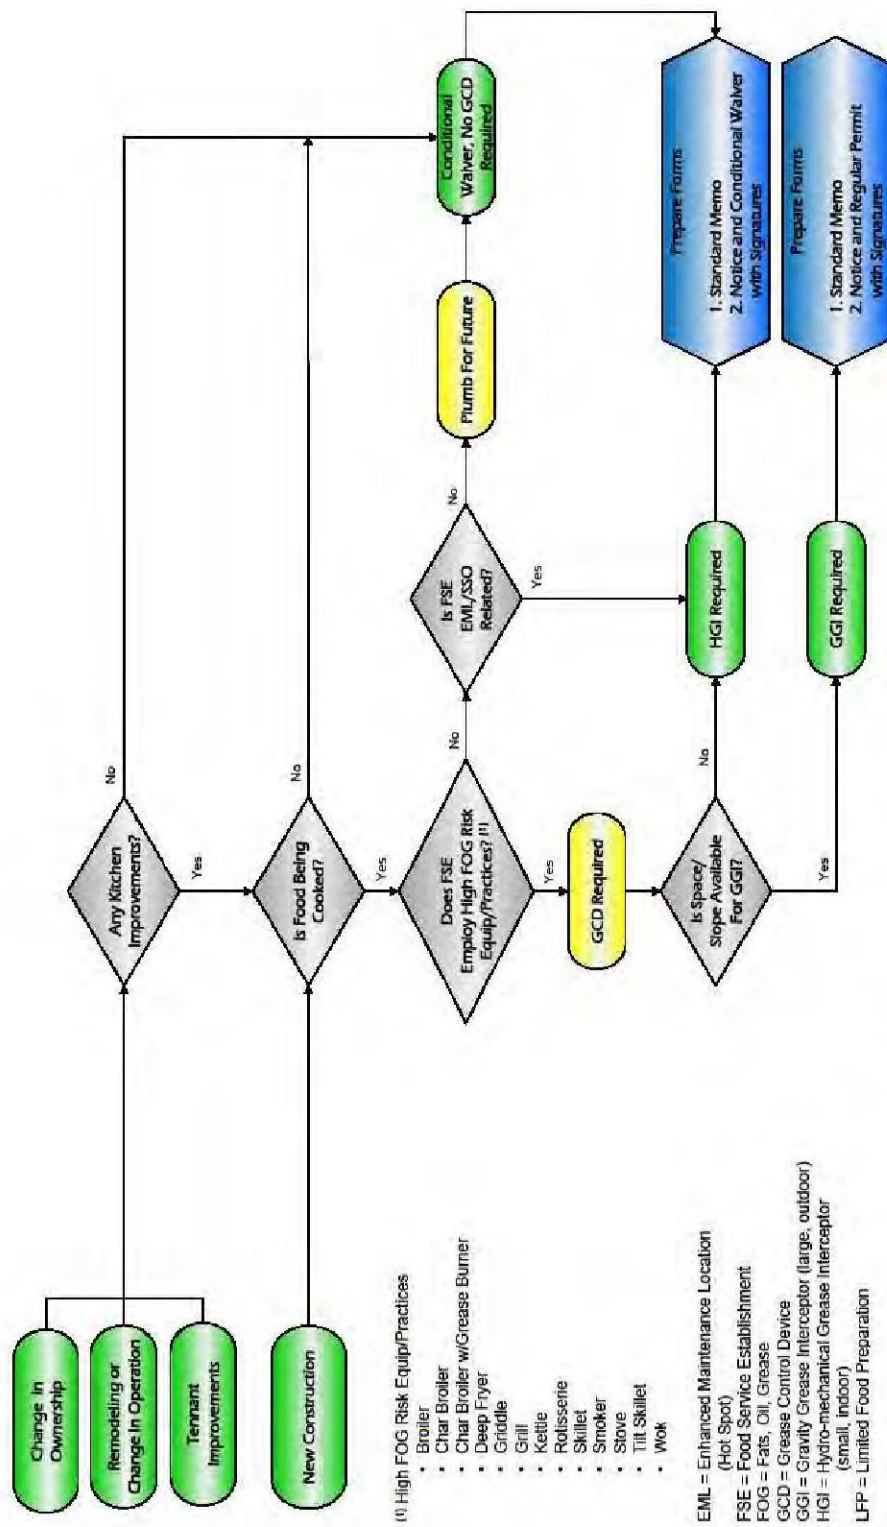 Change In
Ownership
Remodeling or
Change In Operation
Tennant
Improvements
New Construction
Any Kitchen
Improvements?
No
Yes
Is Food Being
Cooked?
No
Yes
Does FSE
Employ High FOG Risk
Equip/Practices? (1)
No
Yes
Is FSE
EML/SSO
Related?
No
Yes
Plumb For Future
Conditional
Waiver, No GCD
Required
GCD Required
Is Space/
Slope Available
For GGI?
No
Yes
HGI Required
GGI Required
Prepare Forms
1. Standard Memo
2. Notice and Conditional Waiver
with Signatures
Prepare Forms
1. Standard Memo
2. Notice and Regular Permit
with Signatures
(1) High FOG Risk Equip/Practices
• Broiler
• Char Broiler
• Char Broiler w/Grease Burner
• Deep Fryer
• Griddle
• Grill
• Kettle
• Rotisserie
• Skillet
• Smoker
• Stove
• Tilt Skillet
• Wok
EML = Enhanced Maintenance Location
(Hot Spot)
FSE = Food Service Establishment
FOG = Fats, Oil, Grease
GCD = Grease Control Device
GGI = Gravity Grease Interceptor (large, outdoor)
HGI = Hydro-mechanical Grease Interceptor
(small, indoor)
LFP = Limited Food Preparation